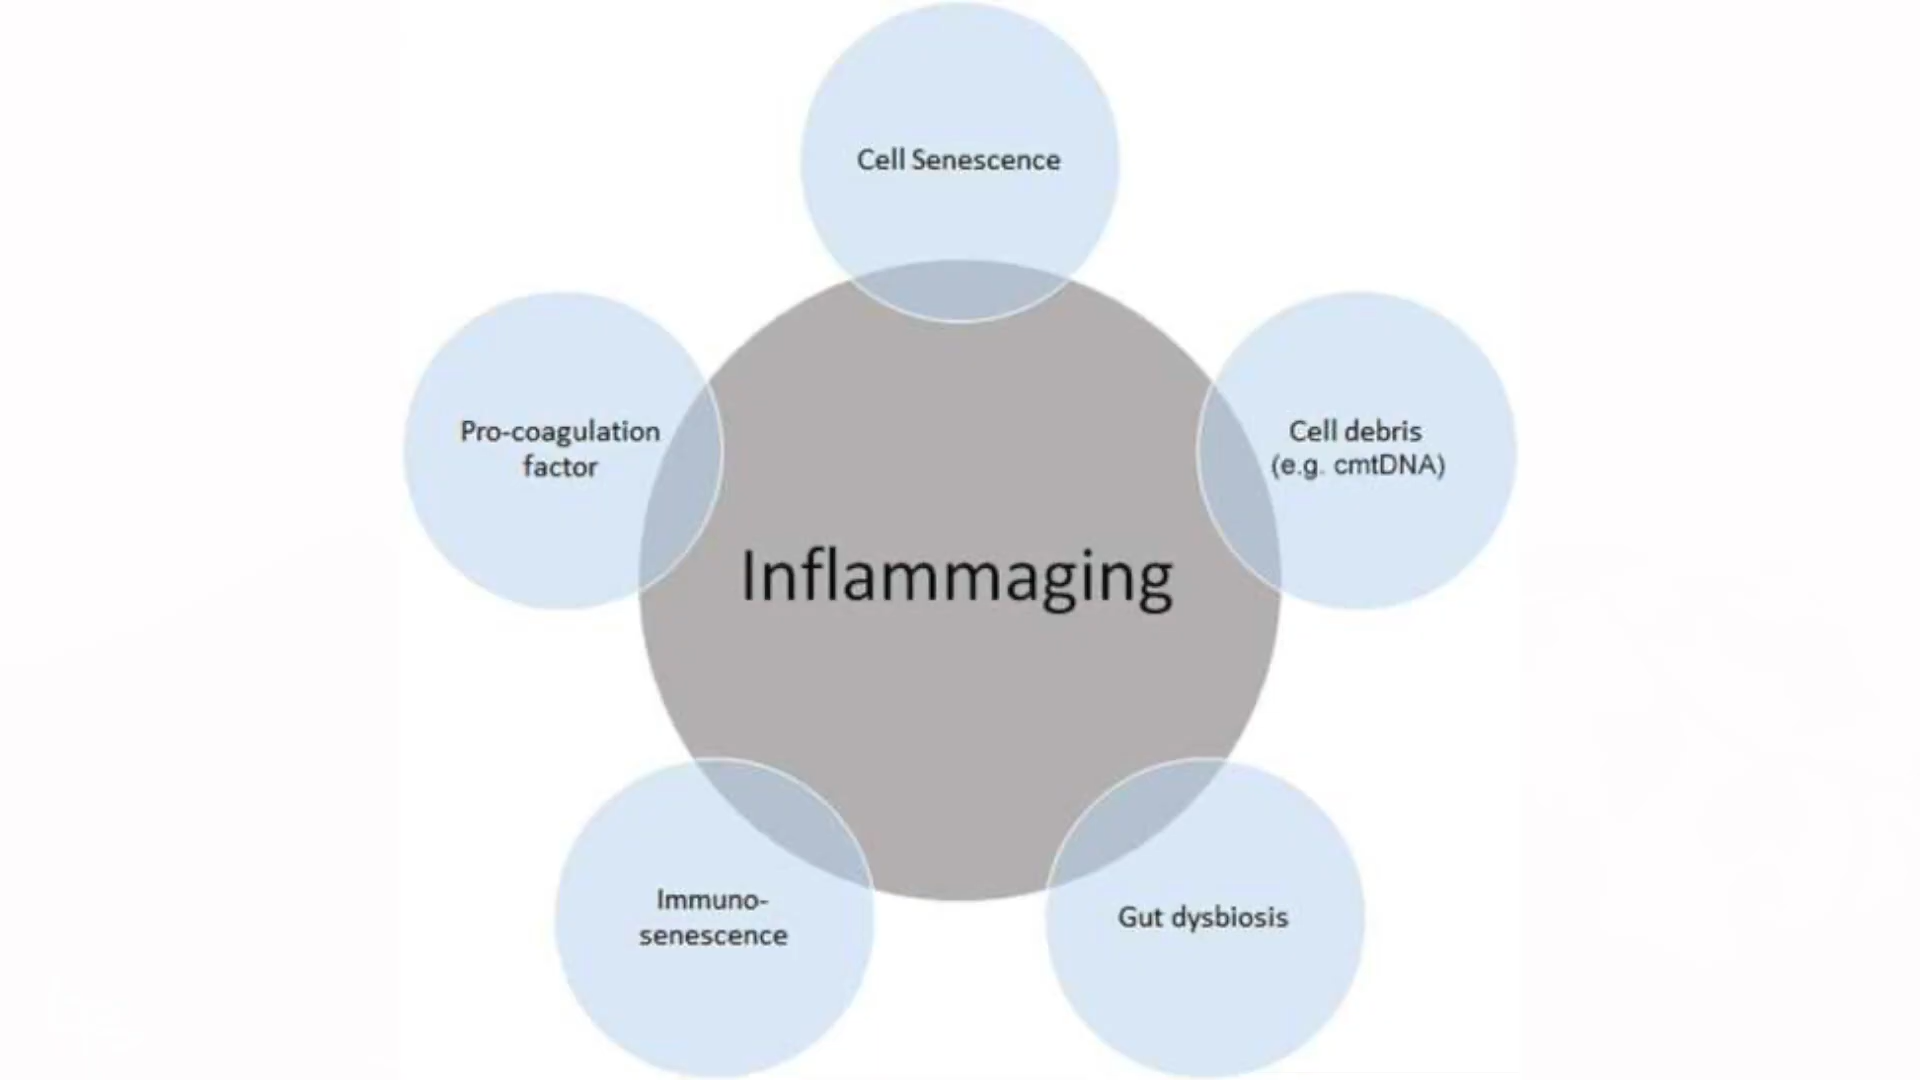 Cell Senescence
Pro-coagulation
factor
Cell debris
(e.g. cmtDNA)
Inflammaging
Immuno-
senescence
Gut dysbiosis